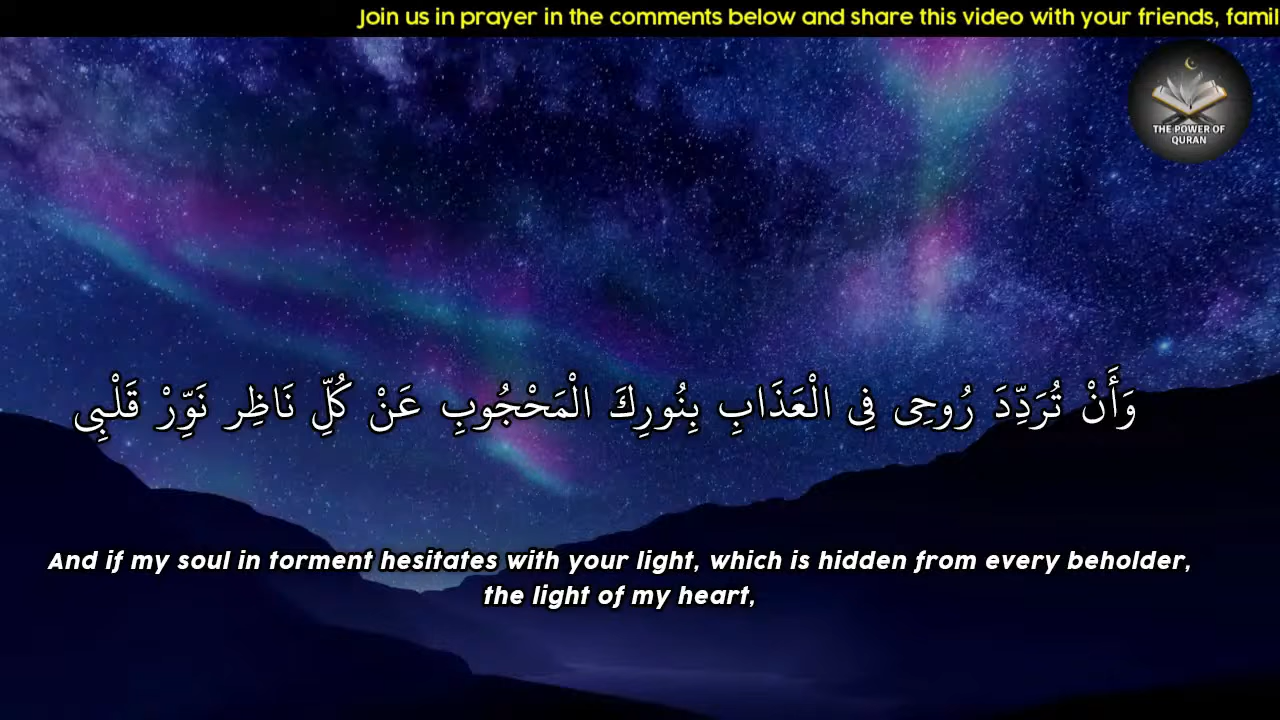 Join us in prayer in the comments below and share this video with your friends, famil
THE POWER OF
QURAN
وَأَنْ تُرَدِّدَ رُوحِى فِى الْعَذَابِ بِنُورِكَ الْمَحْجُوبِ عَنْ كُلِّ نَاظِر نَوِّرْ قَلْبِى
And if my soul in torment hesitates with your light, which is hidden from every beholder,
the light of my heart,